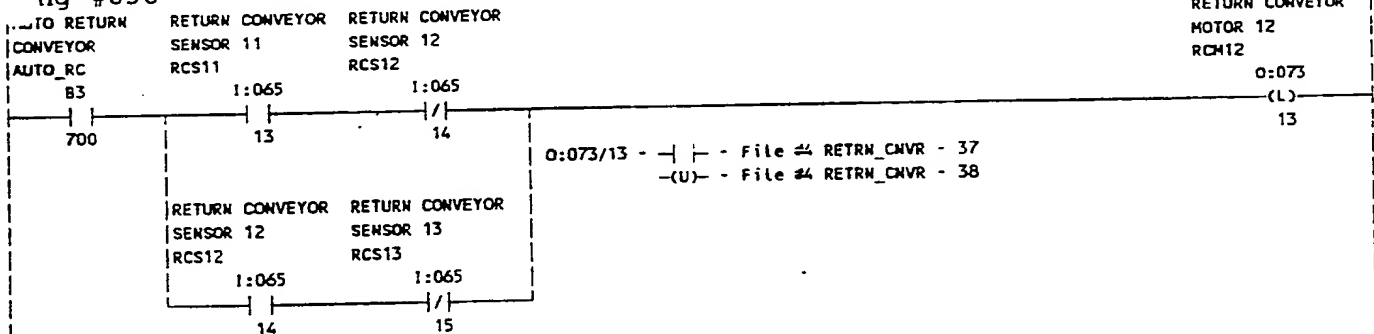 #036
AUTO RETURN RETURN CONVEYOR RETURN CONVEYOR RETURN CONVEYOR
CONVEYOR SENSOR 11 SENSOR 12 MOTOR 12
AUTO_RC RCS11 RCS12 RCM12
B3 I:065 I:065 O:073
(L)
700 13 14 13
O:073/13 - ┤ ├ - File #4 RETRN_CNVR - 37
-(U)- - File #4 RETRN_CNVR - 38
RETURN CONVEYOR RETURN CONVEYOR
SENSOR 12 SENSOR 13
RCS12 RCS13
I:065 I:065
14 15